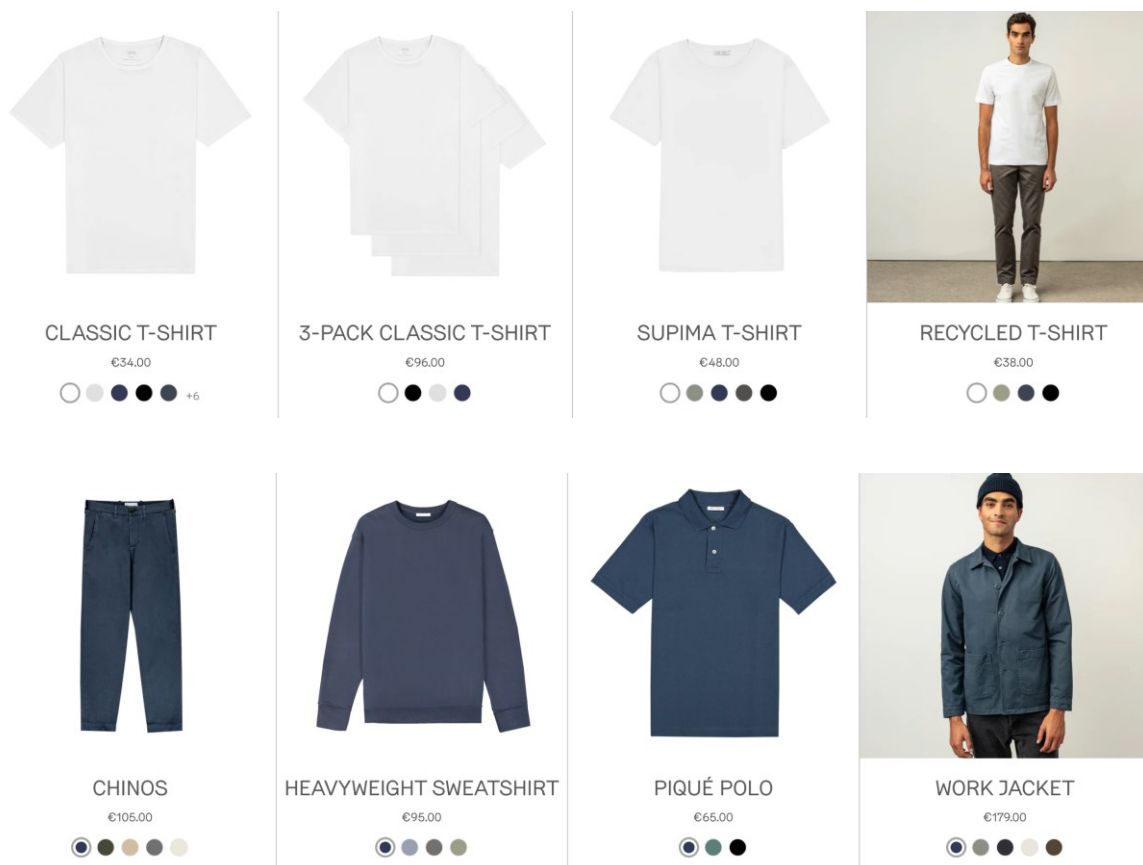 CLASSIC T-SHIRT
€34.00
+6
3-PACK CLASSIC T-SHIRT
€96.00
SUPIMA T-SHIRT
€48.00
RECYCLED T-SHIRT
€38.00
CHINOS
€105.00
HEAVYWEIGHT SWEATSHIRT
€95.00
PIQUÉ POLO
€65.00
WORK JACKET
€179.00